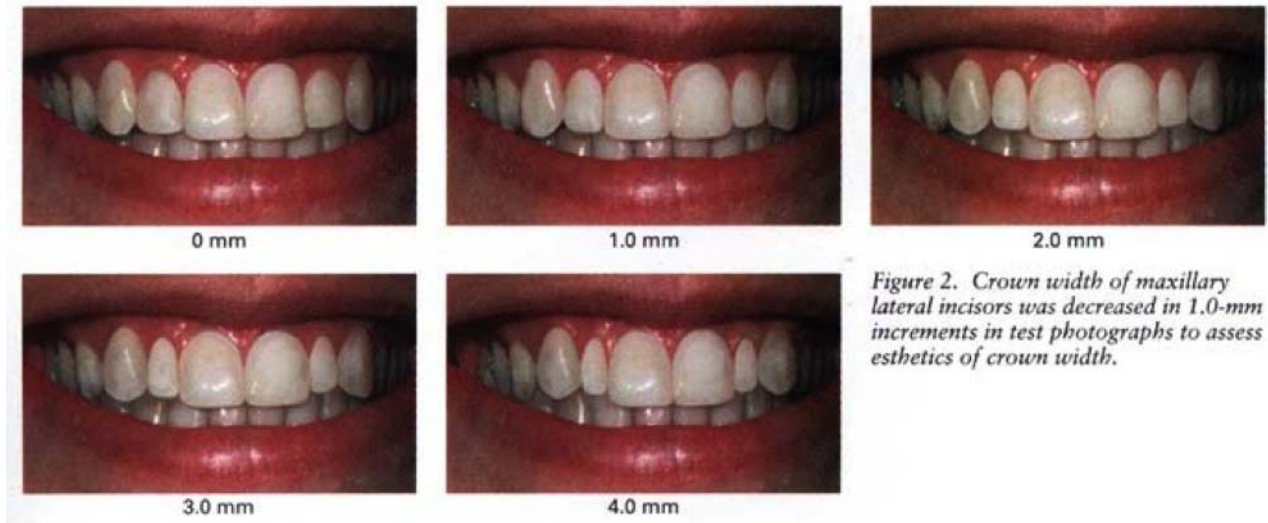 0 mm
1.0 mm
2.0 mm
3.0 mm
4.0 mm
Figure 2. Crown width of maxillary
lateral incisors was decreased in 1.0-mm
increments in test photographs to assess
esthetics of crown width.